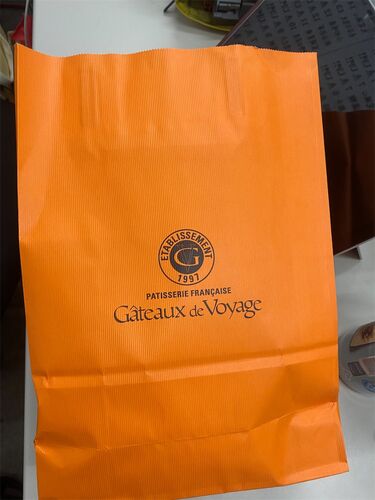 ETABLISSEMENT
G
1997
PATISSERIE FRANÇAISE
Gâteaux de Voyage